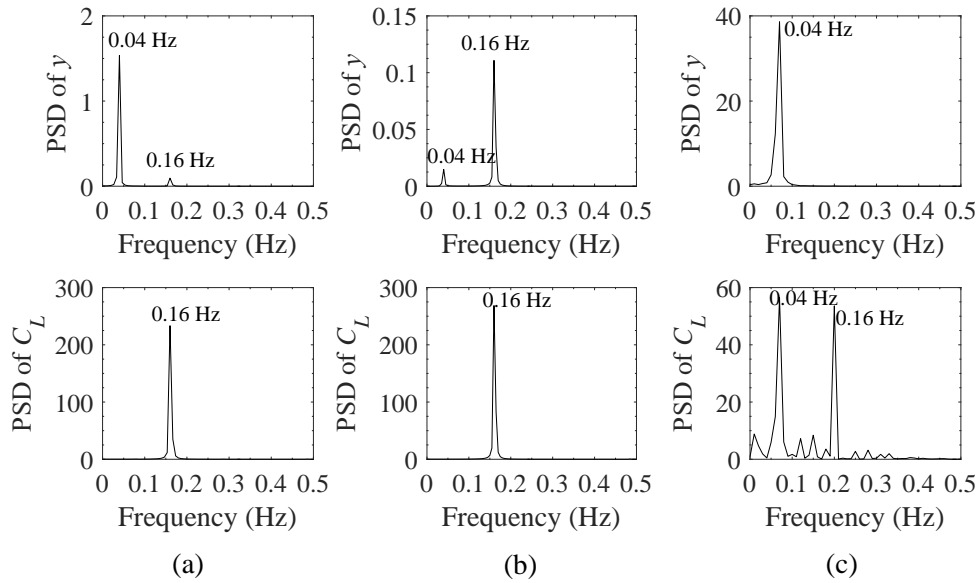 2
0.04 Hz
PSD of y
1
0.16 Hz
0
0 0.1 0.2 0.3 0.4 0.5
Frequency (Hz)
0.15
0.16 Hz
PSD of y
0.1
0.05
0.04 Hz
0
0 0.1 0.2 0.3 0.4 0.5
Frequency (Hz)
40
0.04 Hz
PSD of y
20
0
0 0.1 0.2 0.3 0.4 0.5
Frequency (Hz)
300
0.16 Hz
PSD of C_L
200
100
0
0 0.1 0.2 0.3 0.4 0.5
Frequency (Hz)
(a)
300
0.16 Hz
PSD of C_L
200
100
0
0 0.1 0.2 0.3 0.4 0.5
Frequency (Hz)
(b)
60
0.04 Hz
0.16 Hz
PSD of C_L
40
20
0
0 0.1 0.2 0.3 0.4 0.5
Frequency (Hz)
(c)